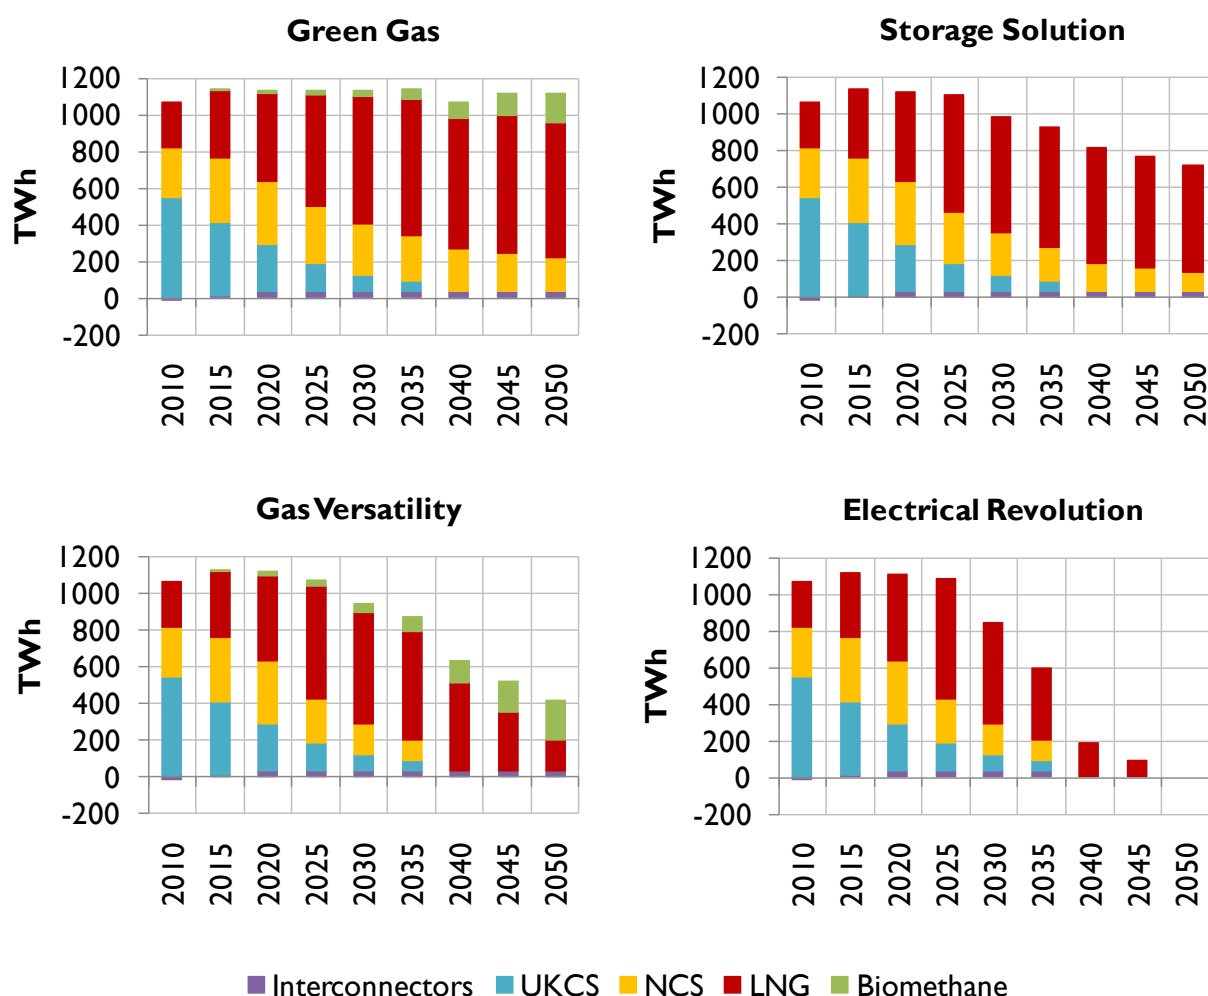 Green Gas
1200
1000
800
600
400
200
0
-200
TWh
2010 2015 2020 2025 2030 2035 2040 2045 2050
Storage Solution
1200
1000
800
600
400
200
0
-200
TWh
2010 2015 2020 2025 2030 2035 2040 2045 2050
Gas Versatility
1200
1000
800
600
400
200
0
-200
TWh
2010 2015 2020 2025 2030 2035 2040 2045 2050
Electrical Revolution
1200
1000
800
600
400
200
0
-200
TWh
2010 2015 2020 2025 2030 2035 2040 2045 2050
Interconnectors UKCS NCS LNG Biomethane